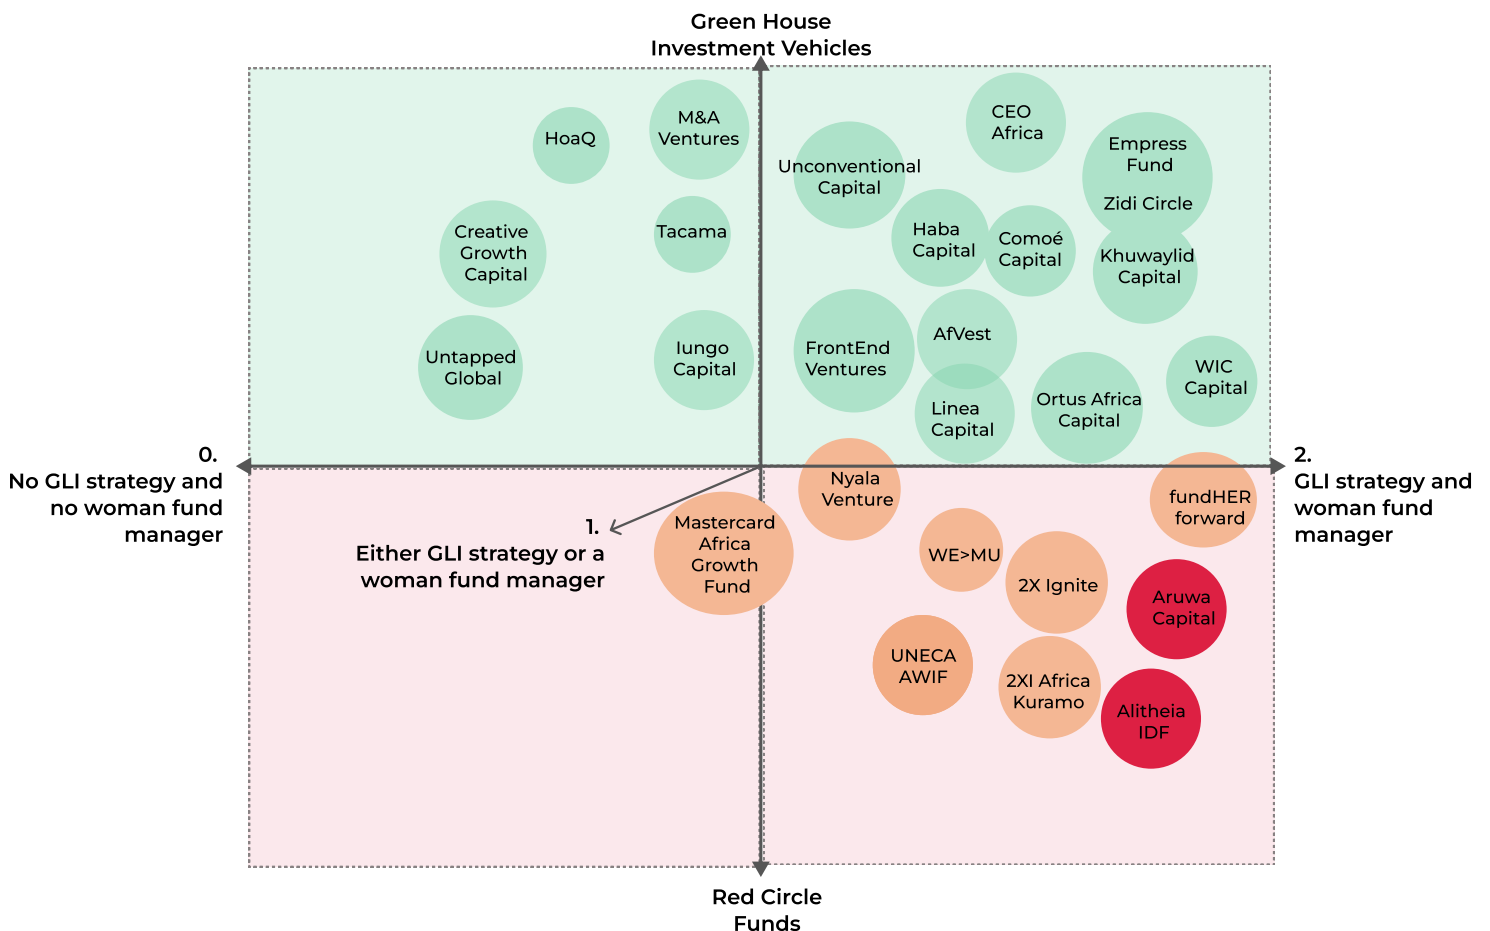 Green House
Investment Vehicles
HoaQ
M&A
Ventures
CEO
Africa
Unconventional
Capital
Empress
Fund
Zidi Circle
Creative
Growth
Capital
Tacama
Haba
Capital
Comoé
Capital
Khuwaylid
Capital
Untapped
Global
Iungo
Capital
FrontEnd
Ventures
AfVest
Linea
Capital
Ortus Africa
Capital
WIC
Capital
0.
No GLI strategy and
no woman fund
manager
1.
Either GLI strategy or a
woman fund manager
2.
GLI strategy and
woman fund
manager
Mastercard
Africa
Growth
Fund
Nyala
Venture
WE>MU
2X Ignite
fundHER
forward
Aruwa
Capital
UNECA
AWIF
2XI Africa
Kuramo
Alitheia
IDF
Red Circle
Funds